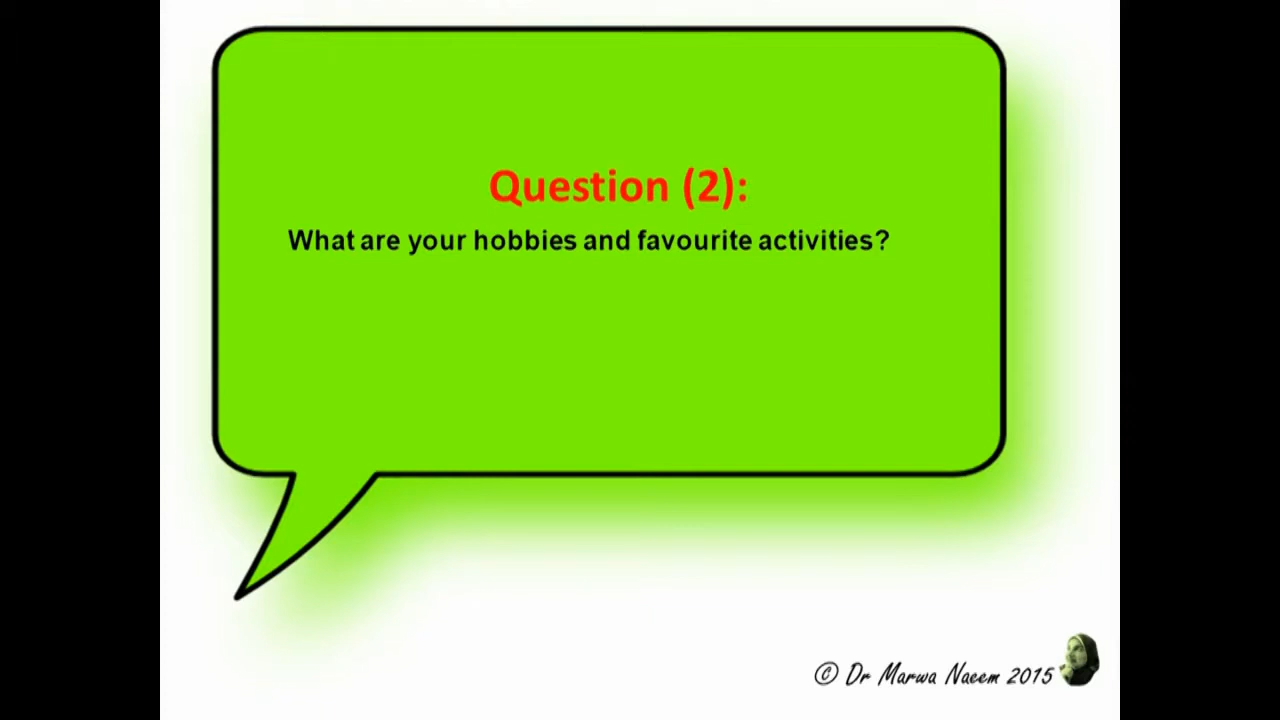 Question (2):
What are your hobbies and favourite activities?
© Dr Marwa Naeem 2015